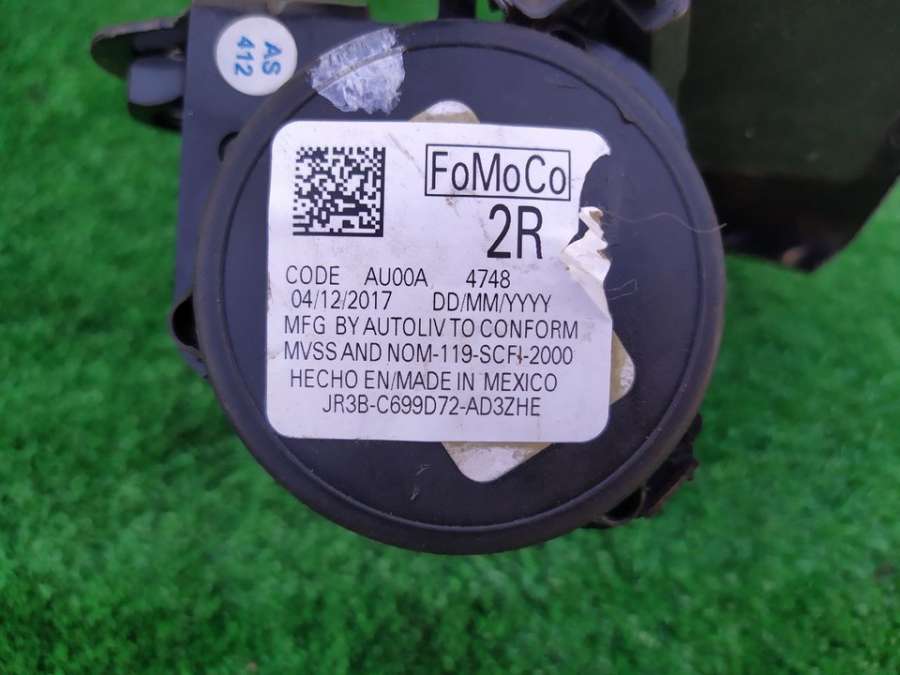 AS
412
FoMoCo
2R
CODE AU00A 4748
04/12/2017 DD/MM/YYYY
MFG BY AUTOLIV TO CONFORM
MVSS AND NOM-119-SCFI-2000
HECHO EN/MADE IN MEXICO
JR3B-C699D72-AD3ZHE